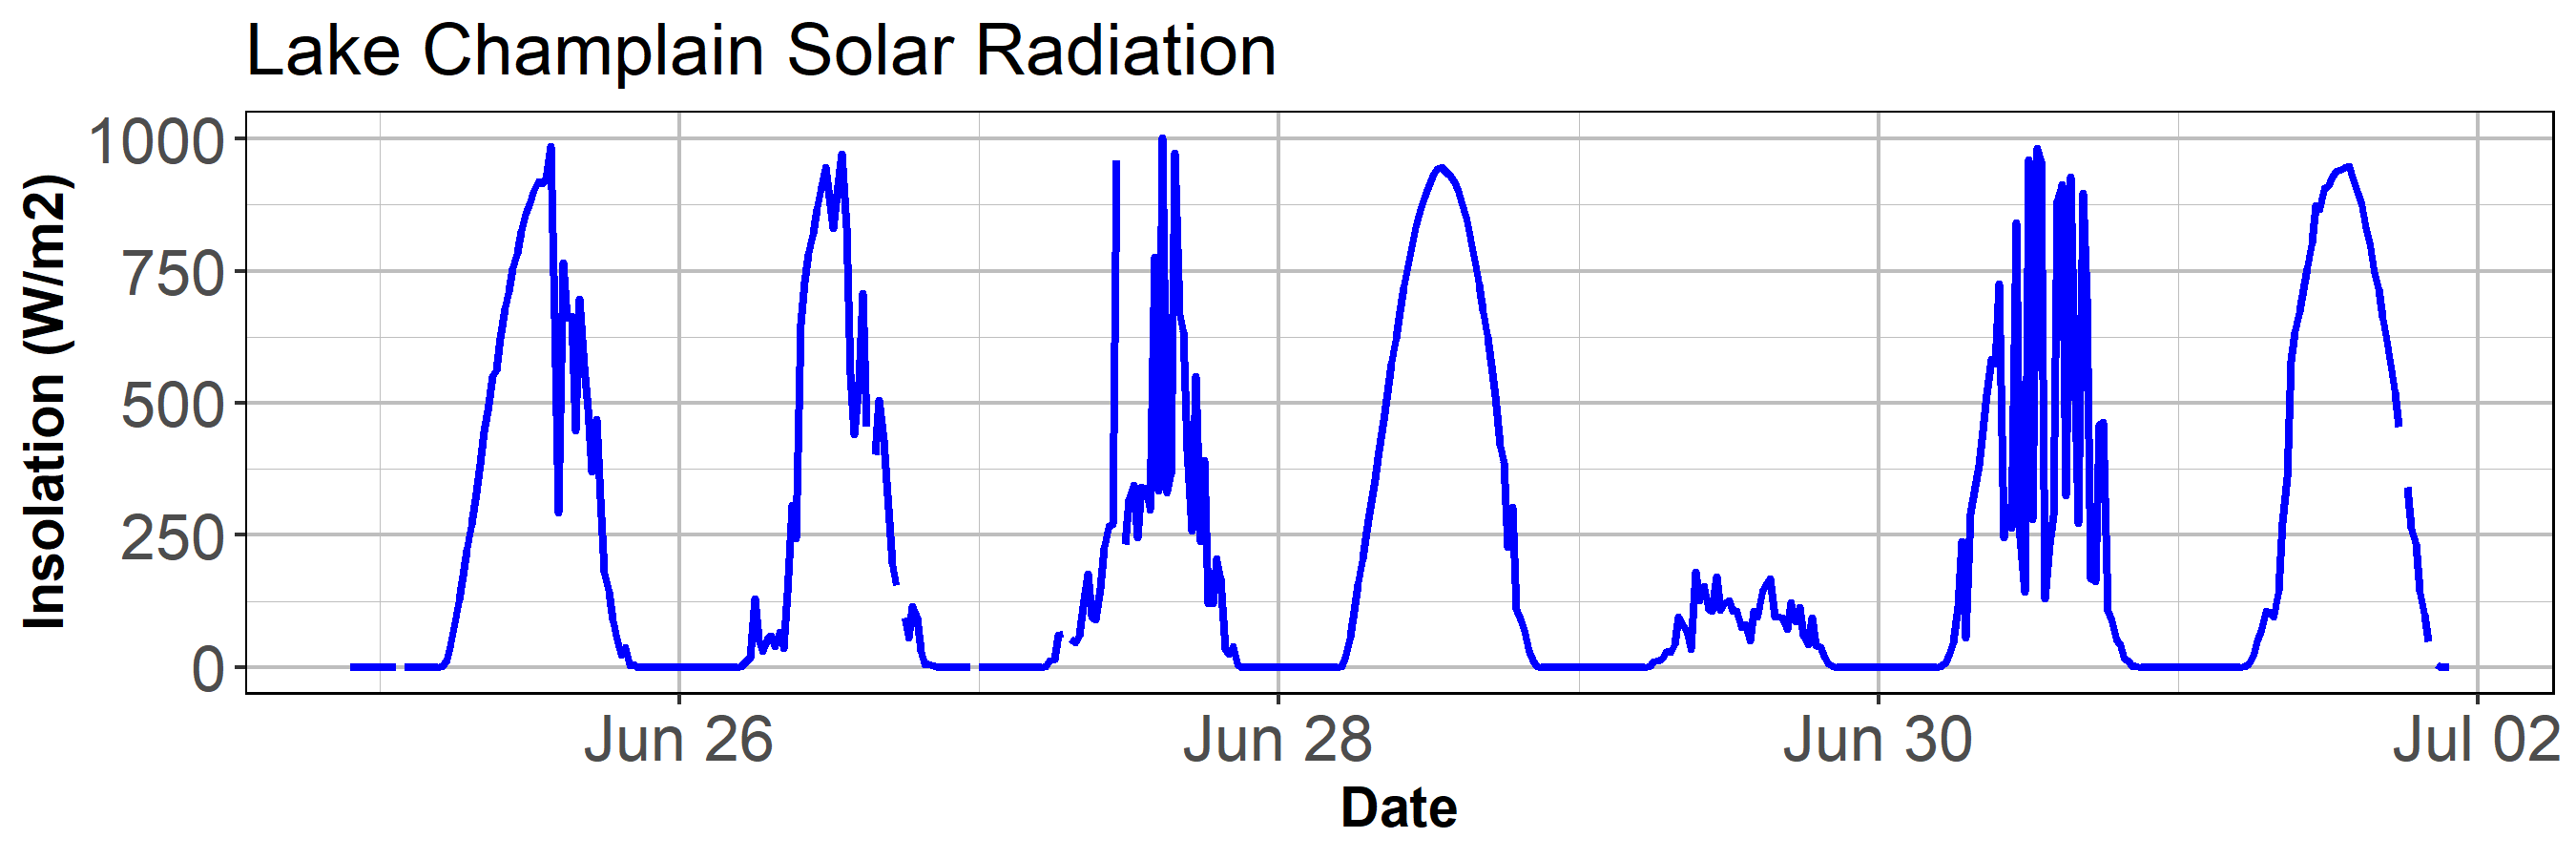 Lake Champlain Solar Radiation
Insolation (W/m2)
1000
750
500
250
0
Jun 26
Jun 28
Jun 30
Jul 02
Date